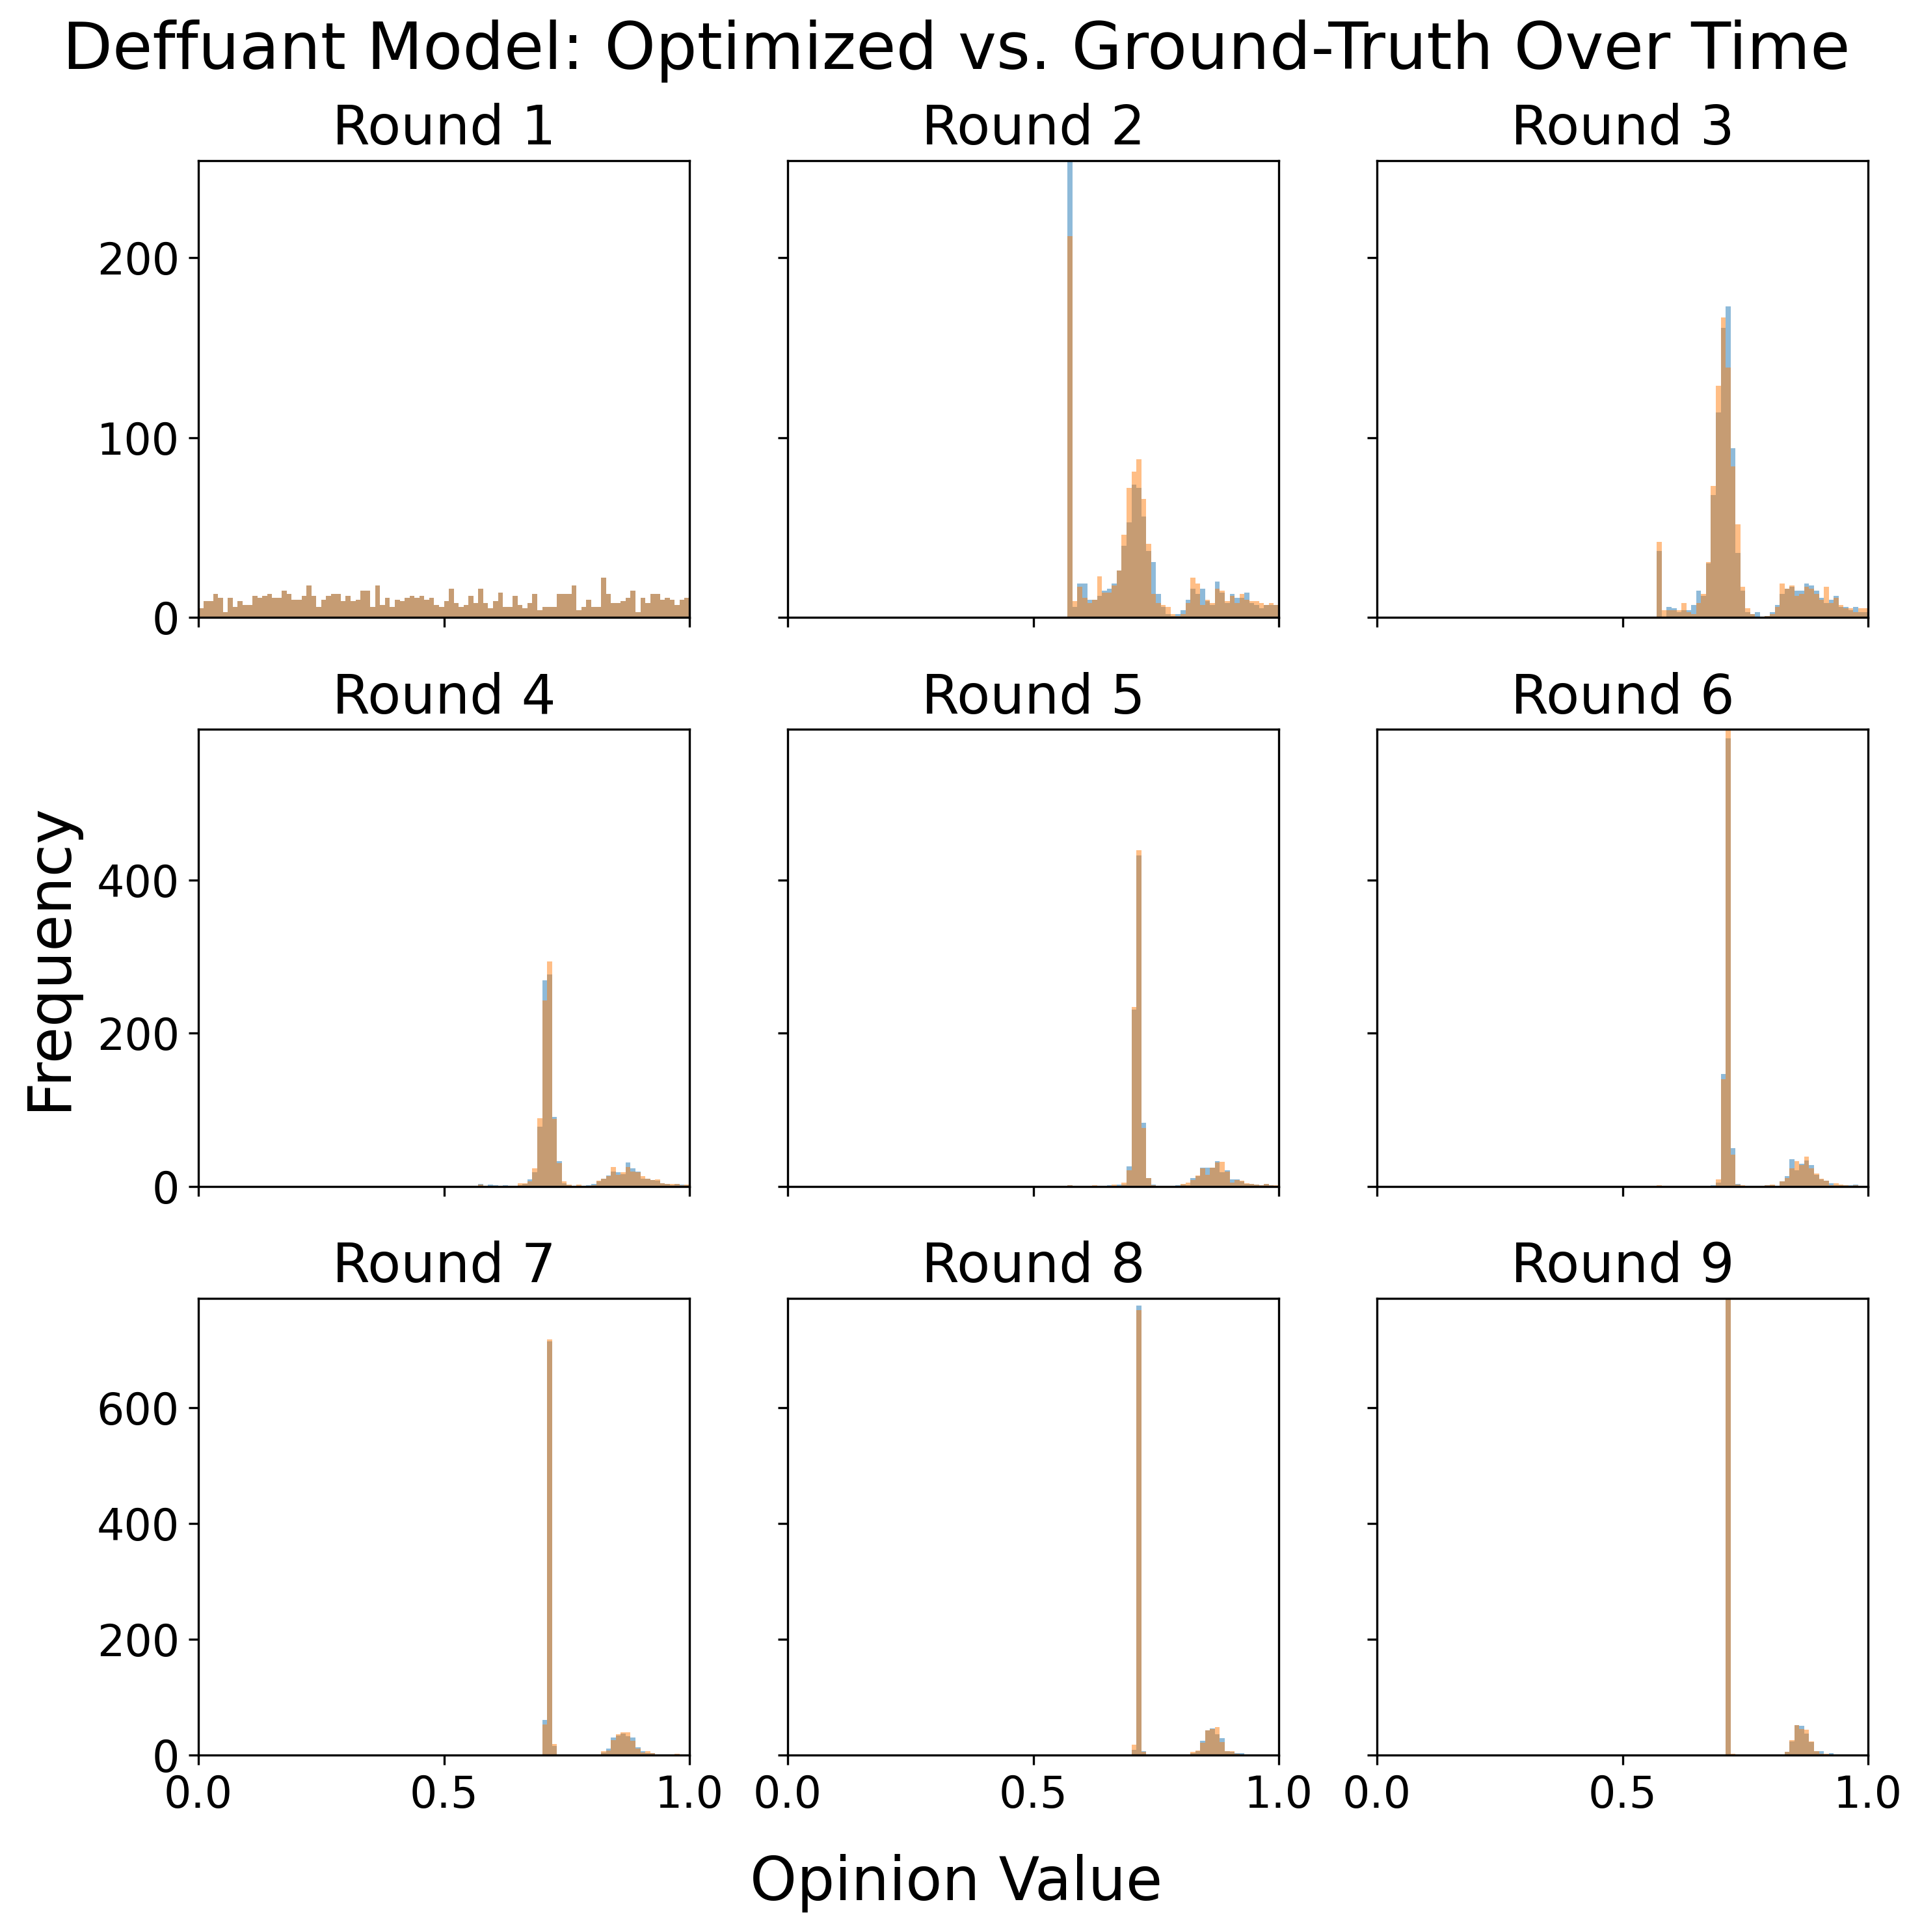 Deffuant Model: Optimized vs. Ground-Truth Over Time
Round 1
Round 2
Round 3
200
100
0
Round 4
Round 5
Round 6
Frequency
400
200
0
Round 7
Round 8
Round 9
600
400
200
0
0.0 0.5 1.0 0.0 0.5 1.0 0.0 0.5 1.0
Opinion Value